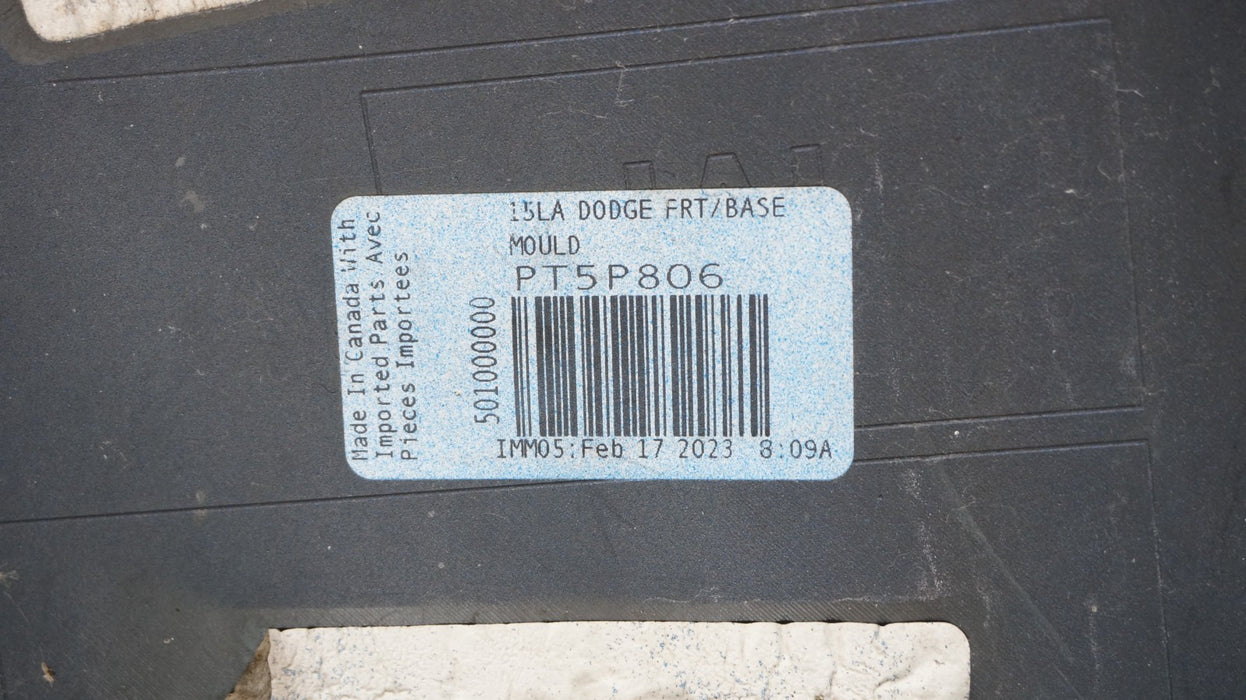 15LA DODGE FRT/BASE
MOULD
PT5P806
501000000
IMM05:Feb 17 2023 8:09A
Made In Canada With
Imported Parts/Avec
Pieces Importees